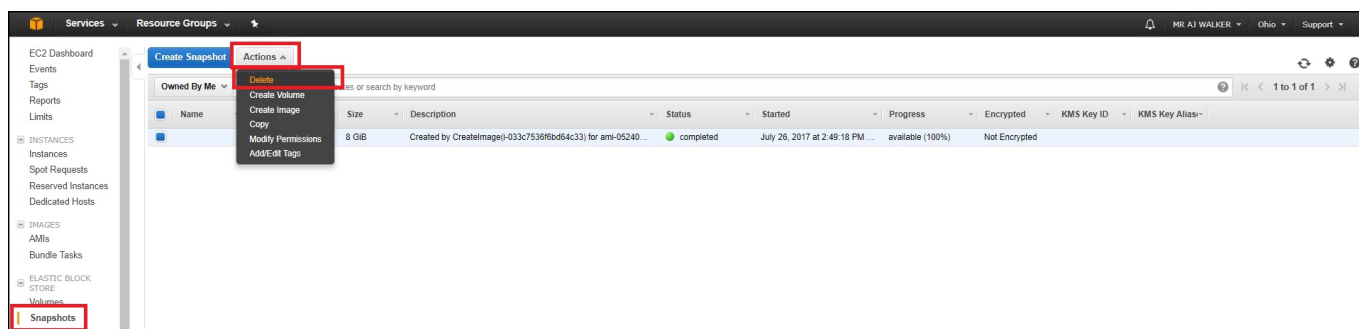 Services Resource Groups MR AJ WALKER Ohio Support
EC2 Dashboard
Events
Tags
Reports
Limits
INSTANCES
Instances
Spot Requests
Reserved Instances
Dedicated Hosts
IMAGES
AMIs
Bundle Tasks
ELASTIC BLOCK
STORE
Volumes
Snapshots
Create Snapshot Actions
Owned By Me or search by keyword 1 to 1 of 1
Delete
Create Volume
Create Image
Copy
Modify Permissions
Add/Edit Tags
Name Size Description Status Started Progress Encrypted KMS Key ID KMS Key Alias
8 GiB Created by CreateImage(i-033c7536f6bd64c33) for ami-05240... completed July 26, 2017 at 2:49:18 PM ... available (100%) Not Encrypted